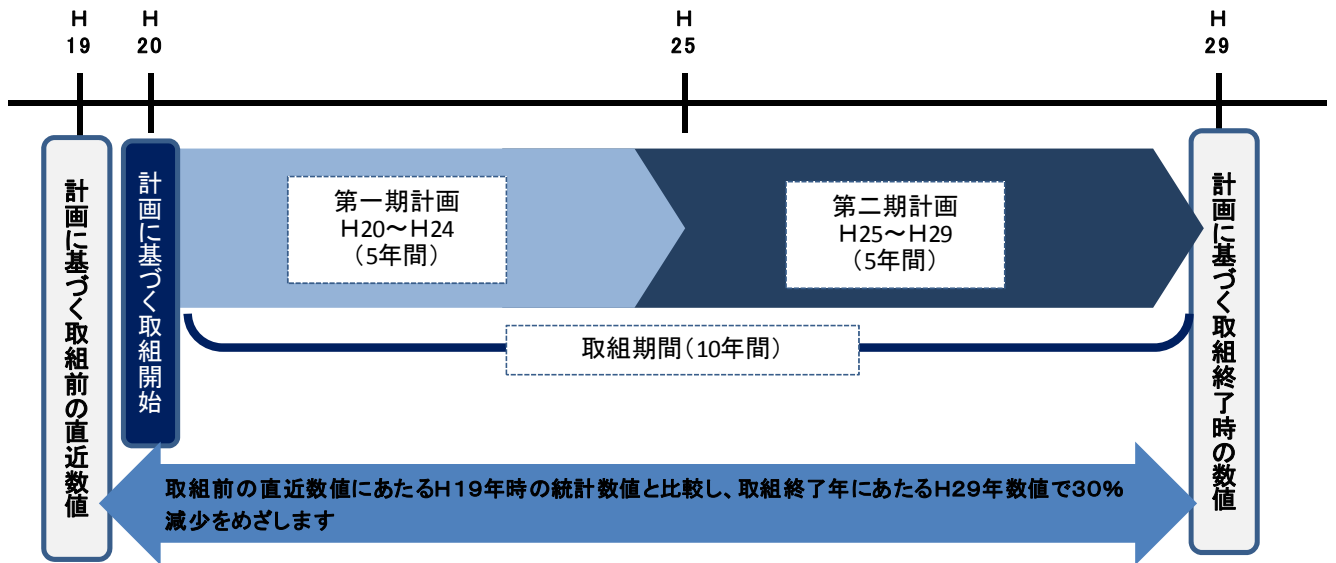 H
19
H
20
H
25
H
29
計画に基づく取組前の直近数値
計画に基づく取組開始
第一期計画
H20～H24
（5年間）
第二期計画
H25～H29
（5年間）
計画に基づく取組終了時の数値
取組期間（10年間）
取組前の直近数値にあたるH19年時の統計数値と比較し、取組終了年にあたるH29年数値で30%
減少をめざします